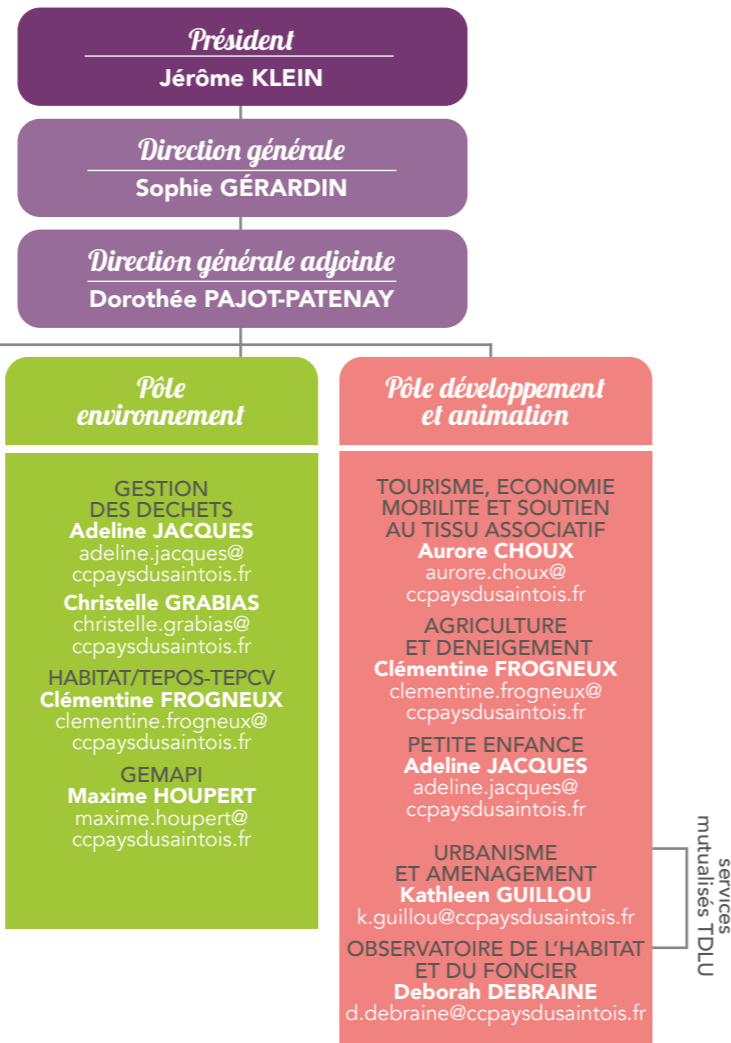 Président
Jérôme KLEIN
Direction générale
Sophie GÉRARDIN
Direction générale adjointe
Dorothée PAJOT-PATENAY
Pôle
environnement
GESTION
DES DECHETS
Adeline JACQUES
adeline.jacques@
ccpaysdusaintois.fr
Christelle GRABIAS
christelle.grabias@
ccpaysdusaintois.fr
HABITAT/TEPOS-TEPCV
Clémentine FROGNEUX
clementine.frogneux@
ccpaysdusaintois.fr
GEMAPI
Maxime HOUPERT
maxime.houpert@
ccpaysdusaintois.fr
Pôle développement
et animation
TOURISME, ECONOMIE
MOBILITE ET SOUTIEN
AU TISSU ASSOCIATIF
Aurore CHOUX
aurore.choux@
ccpaysdusaintois.fr
AGRICULTURE
ET DENEIGEMENT
Clémentine FROGNEUX
clementine.frogneux@
ccpaysdusaintois.fr
PETITE ENFANCE
Adeline JACQUES
adeline.jacques@
ccpaysdusaintois.fr
URBANISME
ET AMENAGEMENT
Kathleen GUILLOU
k.guillou@ccpaysdusaintois.fr
OBSERVATOIRE DE L'HABITAT
ET DU FONCIER
Deborah DEBRAINE
d.debraine@ccpaysdusaintois.fr
services
mutualisés TDLU